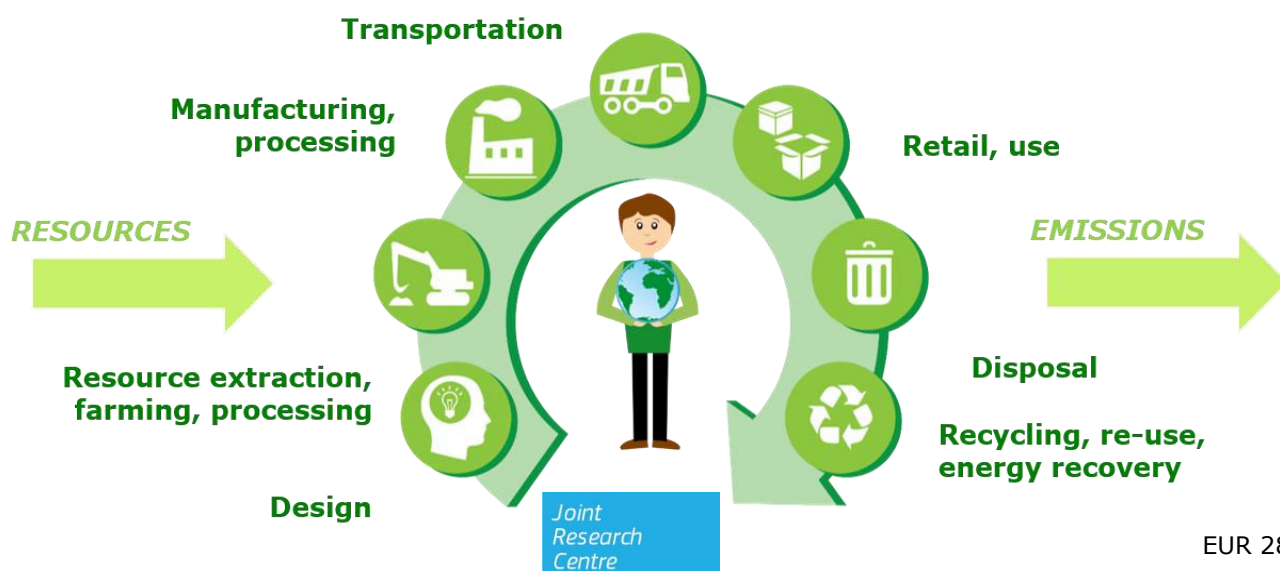 Transportation
Manufacturing,
processing
Retail, use
RESOURCES
EMISSIONS
Resource extraction,
farming, processing
Disposal
Recycling, re-use,
energy recovery
Design
Joint
Research
Centre
EUR 28